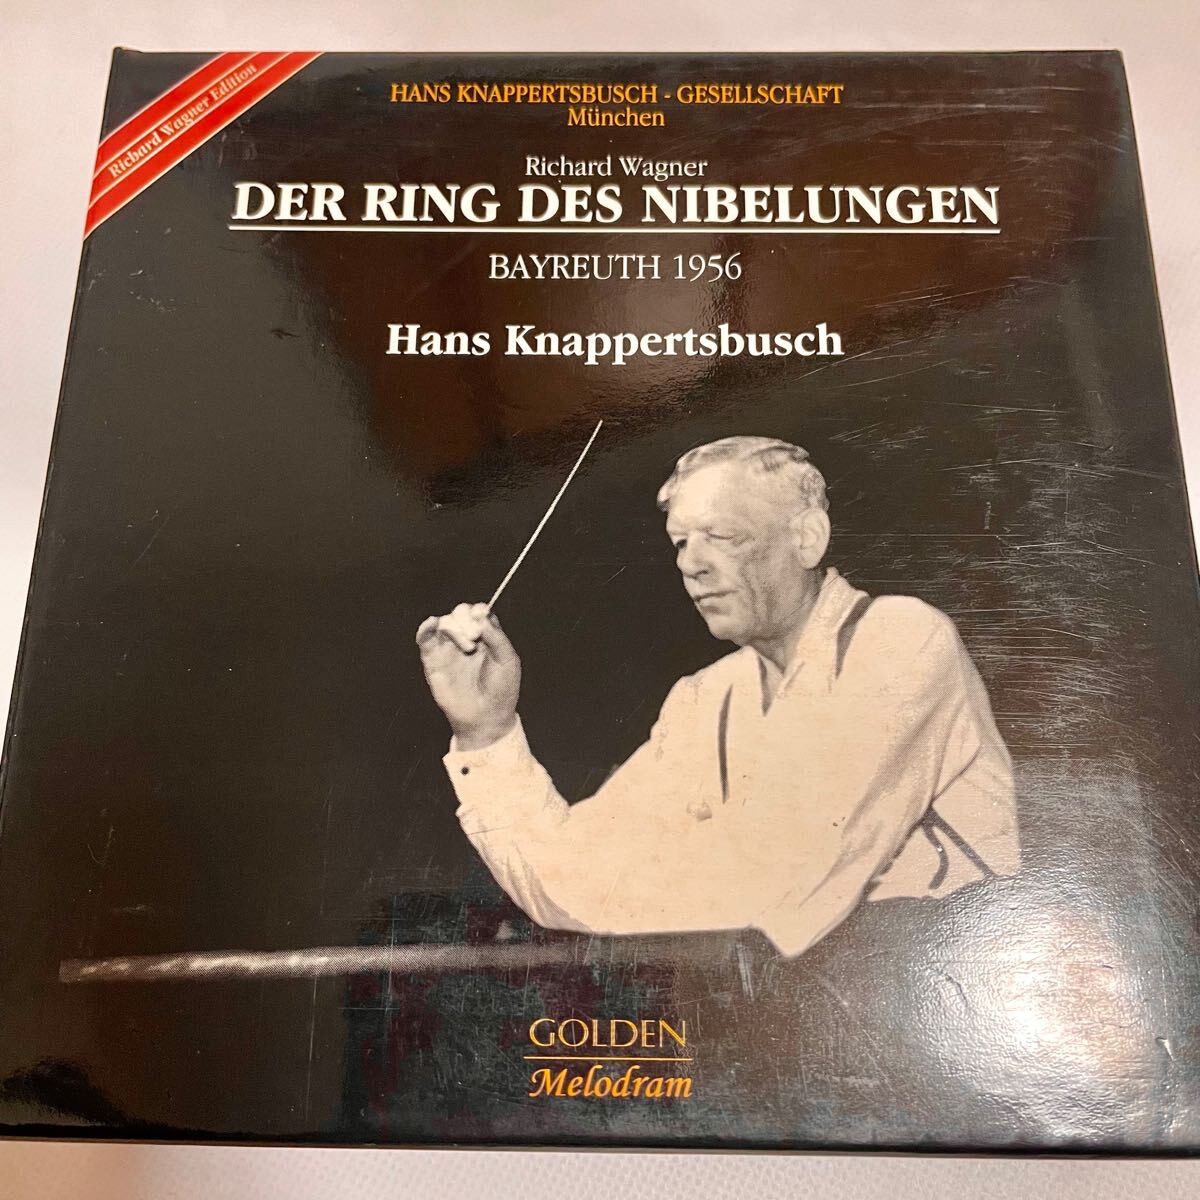 Richard Wagner Edition
HANS KNAPPERTSBUSCH - GESELLSCHAFT
München
Richard Wagner
DER RING DES NIBELUNGEN
BAYREUTH 1956
Hans Knappertsbusch
GOLDEN
Melodram